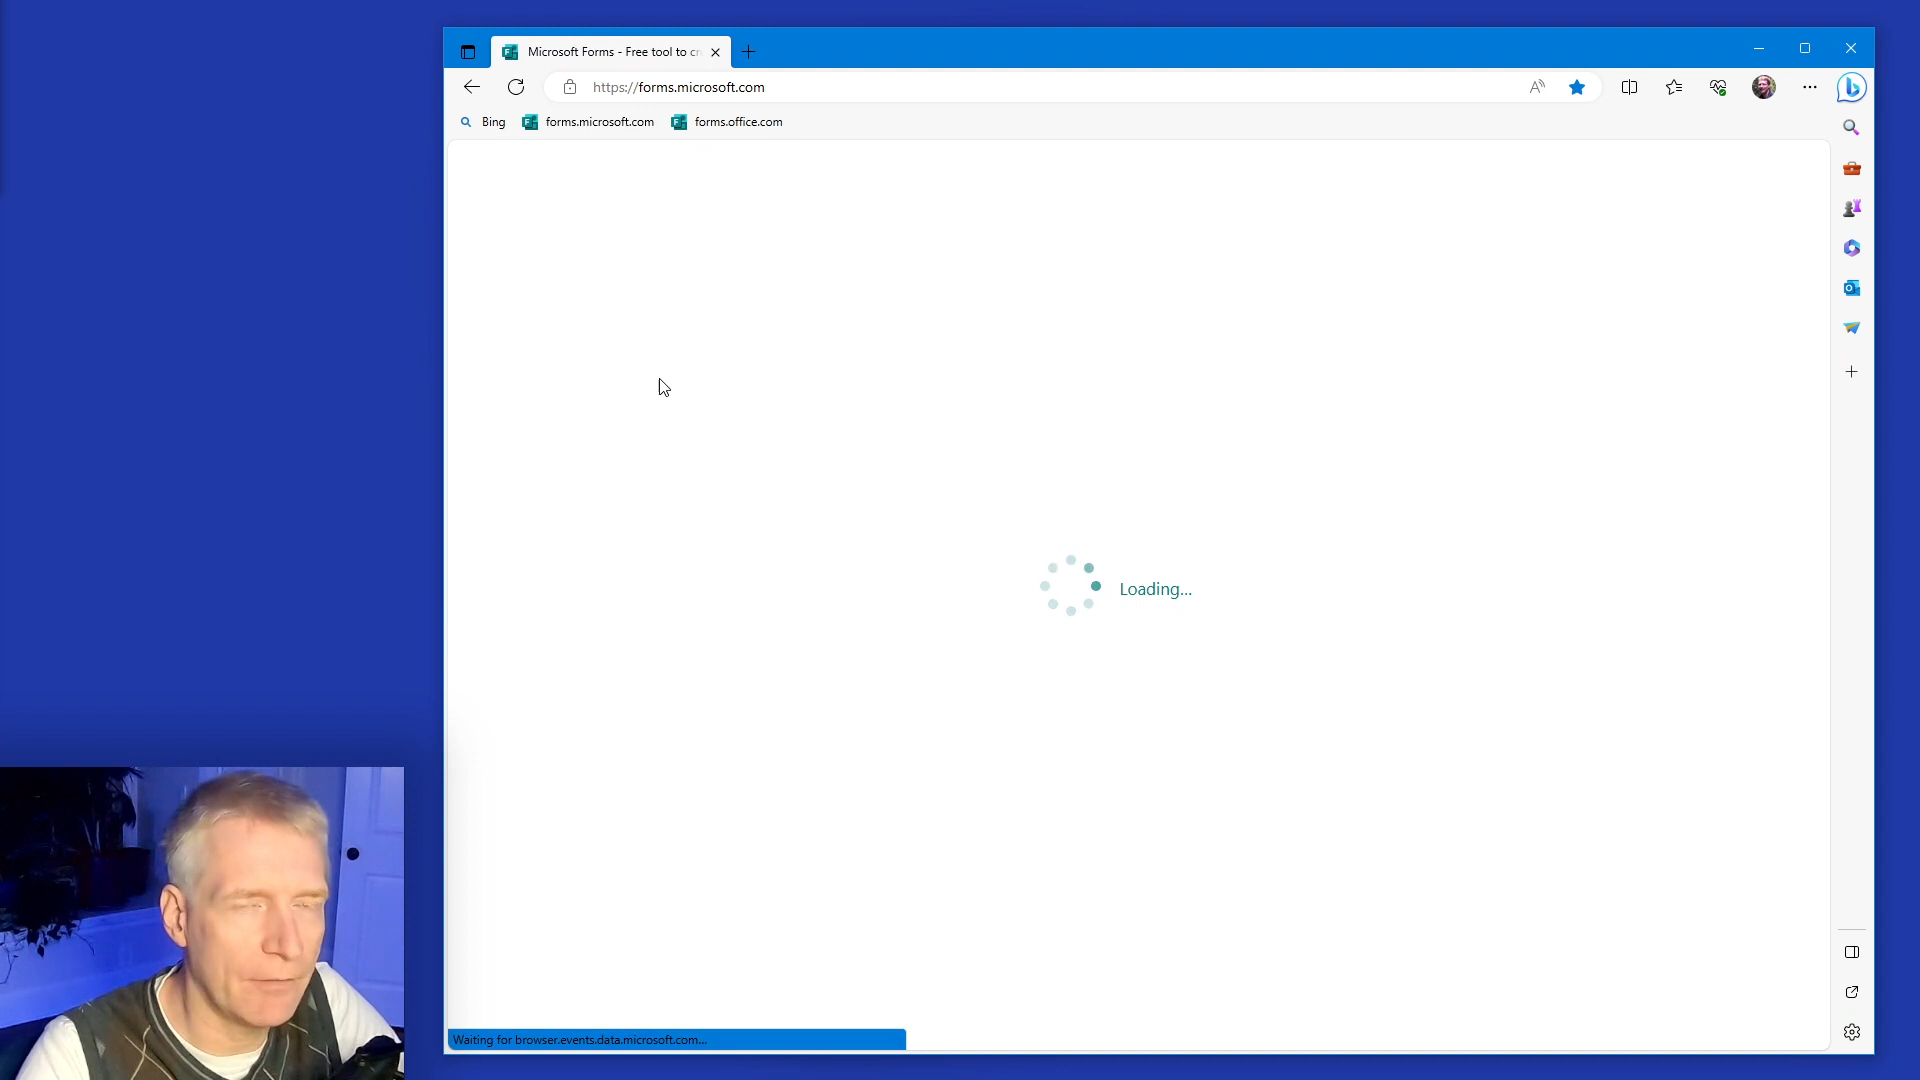 Microsoft Forms - Free tool to cr
https://forms.microsoft.com
Bing
forms.microsoft.com
forms.office.com
Loading...
Waiting for browser.events.data.microsoft.com...